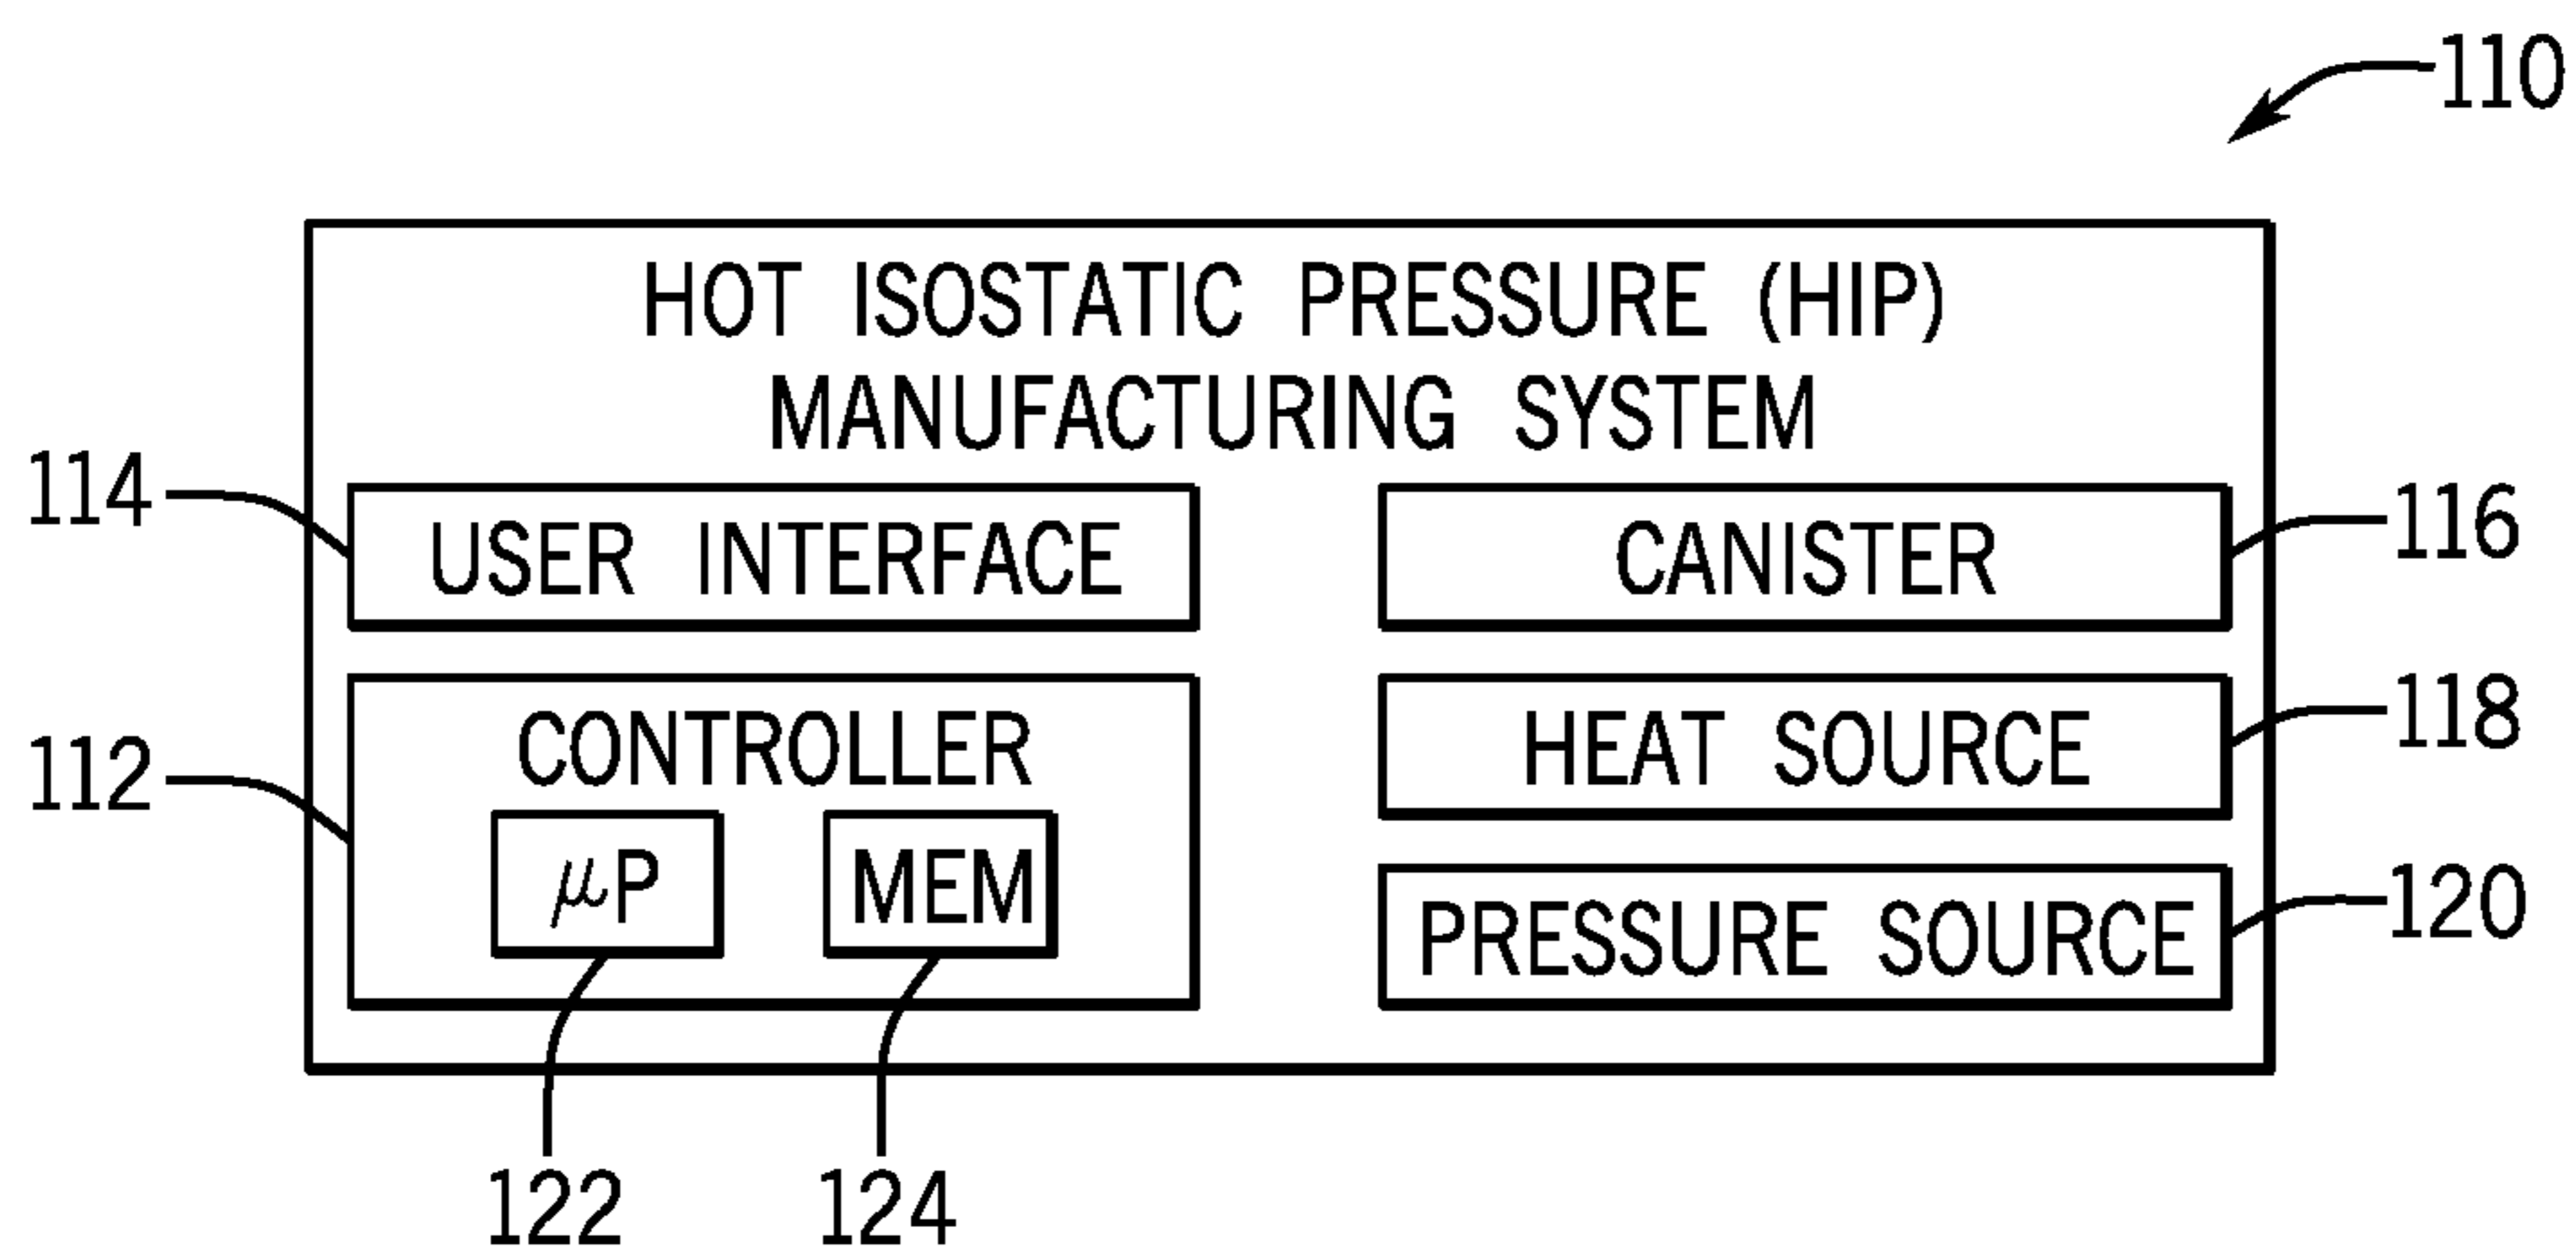 110
HOT ISOSTATIC PRESSURE (HIP)
MANUFACTURING SYSTEM
114
USER INTERFACE
CANISTER
116
112
CONTROLLER
μP
MEM
HEAT SOURCE
118
PRESSURE SOURCE
120
122
124